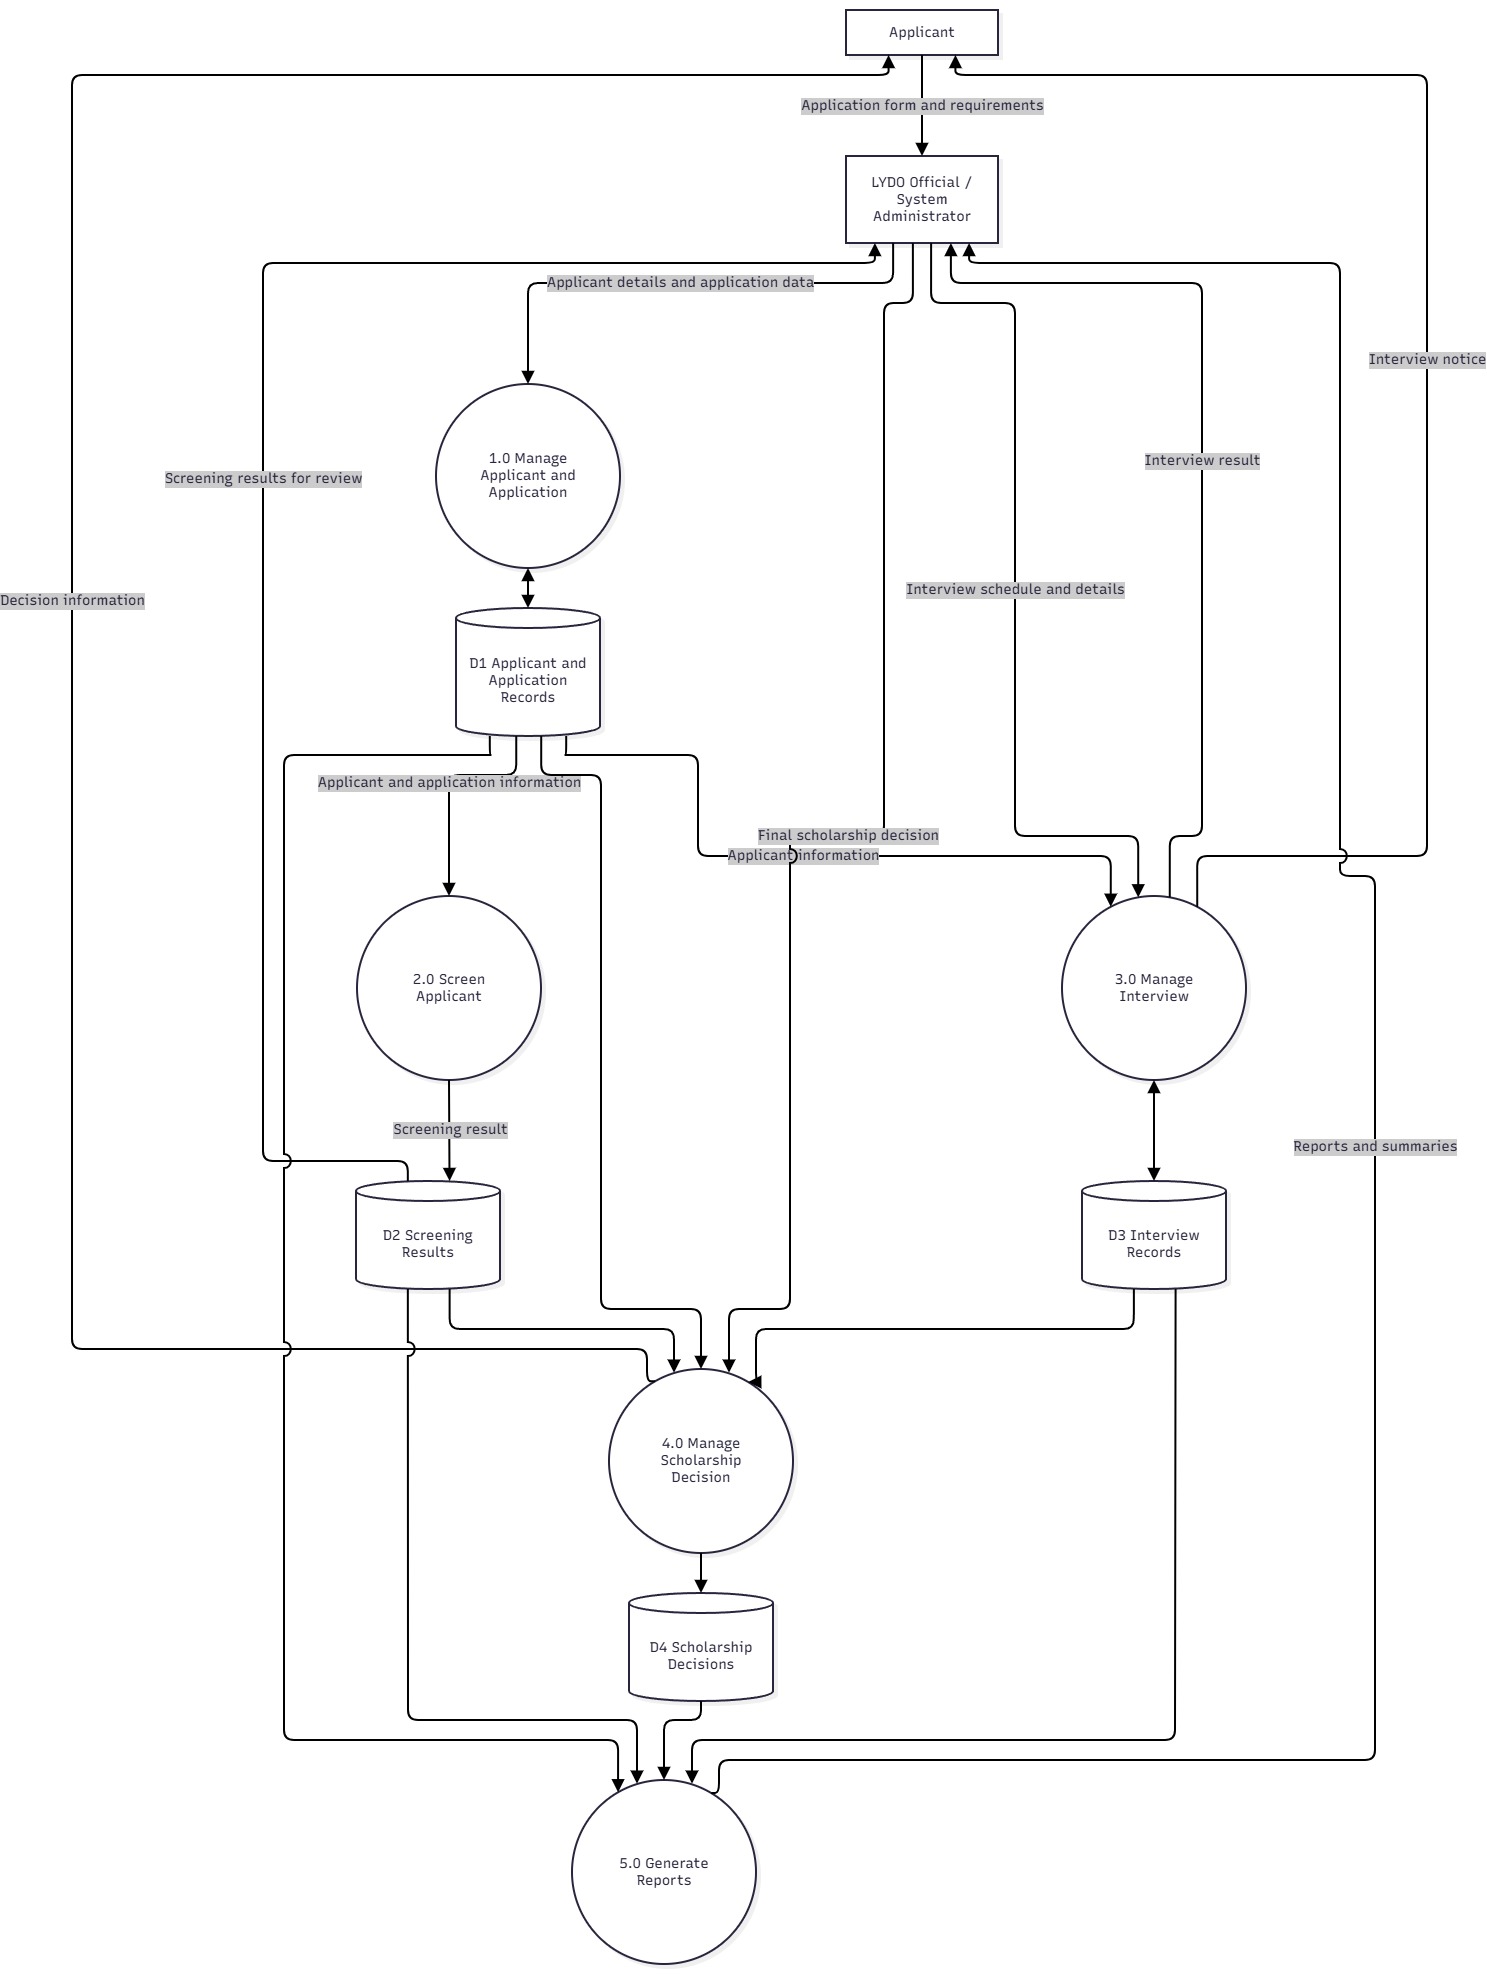 Applicant
Application form and requirements
LYDO Official /
System
Administrator
Applicant details and application data
Interview notice
1.0 Manage
Applicant and
Application
Interview result
Screening results for review
Interview schedule and details
Decision information
D1 Applicant and
Application
Records
Applicant and application information
Final scholarship decision
Applicant information
2.0 Screen
Applicant
3.0 Manage
Interview
Screening result
Reports and summaries
D2 Screening
Results
D3 Interview
Records
4.0 Manage
Scholarship
Decision
D4 Scholarship
Decisions
5.0 Generate
Reports